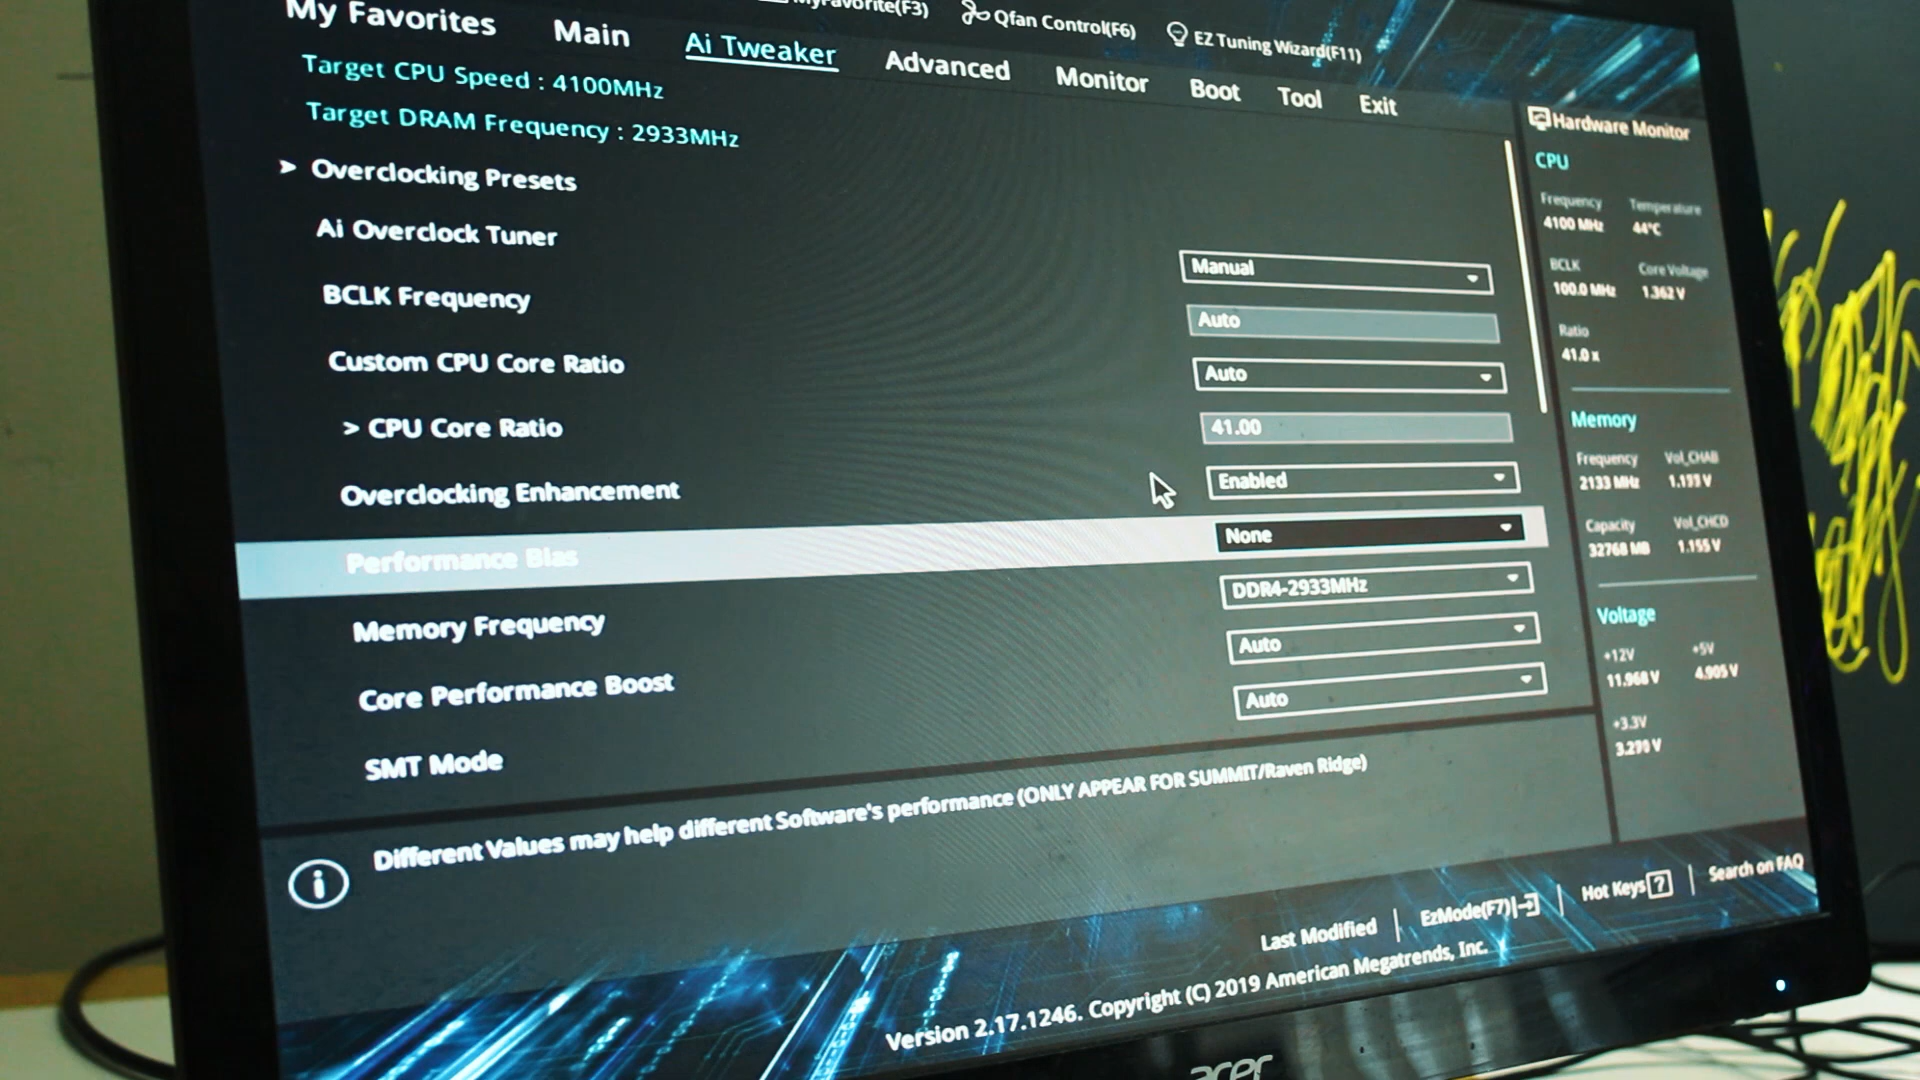 MyFavorite(F3) Qfan Control(F6) EZ Tuning Wizard(F11)
My Favorites Main Ai Tweaker Advanced Monitor Boot Tool Exit
Target CPU Speed : 4100MHz
Target DRAM Frequency : 2933MHz
> Overclocking Presets
Ai Overclock Tuner Manual
BCLK Frequency Auto
Custom CPU Core Ratio Auto
> CPU Core Ratio 41.00
Overclocking Enhancement Enabled
Performance Bias None
Memory Frequency DDR4-2933MHz
Core Performance Boost Auto
SMT Mode Auto
Different Values may help different Software's performance (ONLY APPEAR FOR SUMMIT/Raven Ridge)
Hardware Monitor
CPU
Frequency Temperature
4100 MHz 44°C
BCLK Core Voltage
100.0 MHz 1.362 V
Ratio
41.0 x
Memory
Frequency Vol_CHAB
2133 MHz
Capacity Vol_CHCD
32768 MB 1.155 V
Voltage
+12V +5V
11.968 V 4.905 V
+3.3V
Last Modified EzMode(F7) Hot Keys ? Search on FAQ
Version 2.17.1246. Copyright (C) 2019 American Megatrends, Inc.
acer